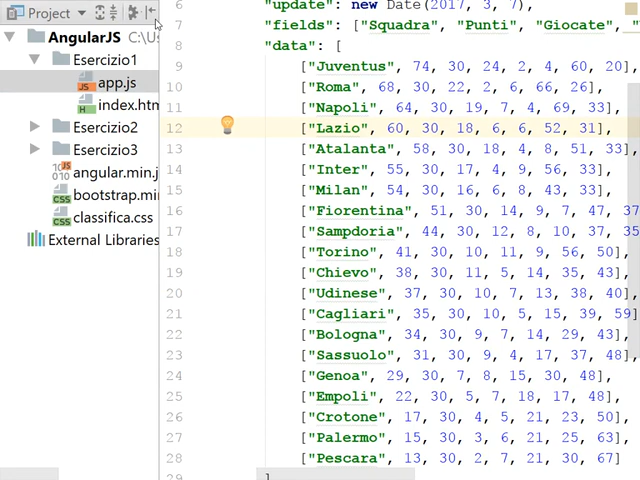 Project
AngularJS C:\Us
Esercizio1
app.js
index.htm
Esercizio2
Esercizio3
angular.min.j
bootstrap.mi
classifica.css
External Libraries
6 "update": new Date(2017, 3, 7),
7 "fields": ["Squadra", "Punti", "Giocate", "
8 "data": [
9 ["Juventus", 74, 30, 24, 2, 4, 60, 20],
10 ["Roma", 68, 30, 22, 2, 6, 66, 26],
11 ["Napoli", 64, 30, 19, 7, 4, 69, 33],
12 ["Lazio", 60, 30, 18, 6, 6, 52, 31],
13 ["Atalanta", 58, 30, 18, 4, 8, 51, 33],
14 ["Inter", 55, 30, 17, 4, 9, 56, 33],
15 ["Milan", 54, 30, 16, 6, 8, 43, 33],
16 ["Fiorentina", 51, 30, 14, 9, 7, 47, 37
17 ["Sampdoria", 44, 30, 12, 8, 10, 37, 35
18 ["Torino", 41, 30, 10, 11, 9, 56, 50],
19 ["Chievo", 38, 30, 11, 5, 14, 35, 43],
20 ["Udinese", 37, 30, 10, 7, 13, 38, 40],
21 ["Cagliari", 35, 30, 10, 5, 15, 39, 59]
22 ["Bologna", 34, 30, 9, 7, 14, 29, 43],
23 ["Sassuolo", 31, 30, 9, 4, 17, 37, 48],
24 ["Genoa", 29, 30, 7, 8, 15, 30, 48],
25 ["Empoli", 22, 30, 5, 7, 18, 17, 48],
26 ["Crotone", 17, 30, 4, 5, 21, 23, 50],
27 ["Palermo", 15, 30, 3, 6, 21, 25, 63],
28 ["Pescara", 13, 30, 2, 7, 21, 30, 67]
29 ]